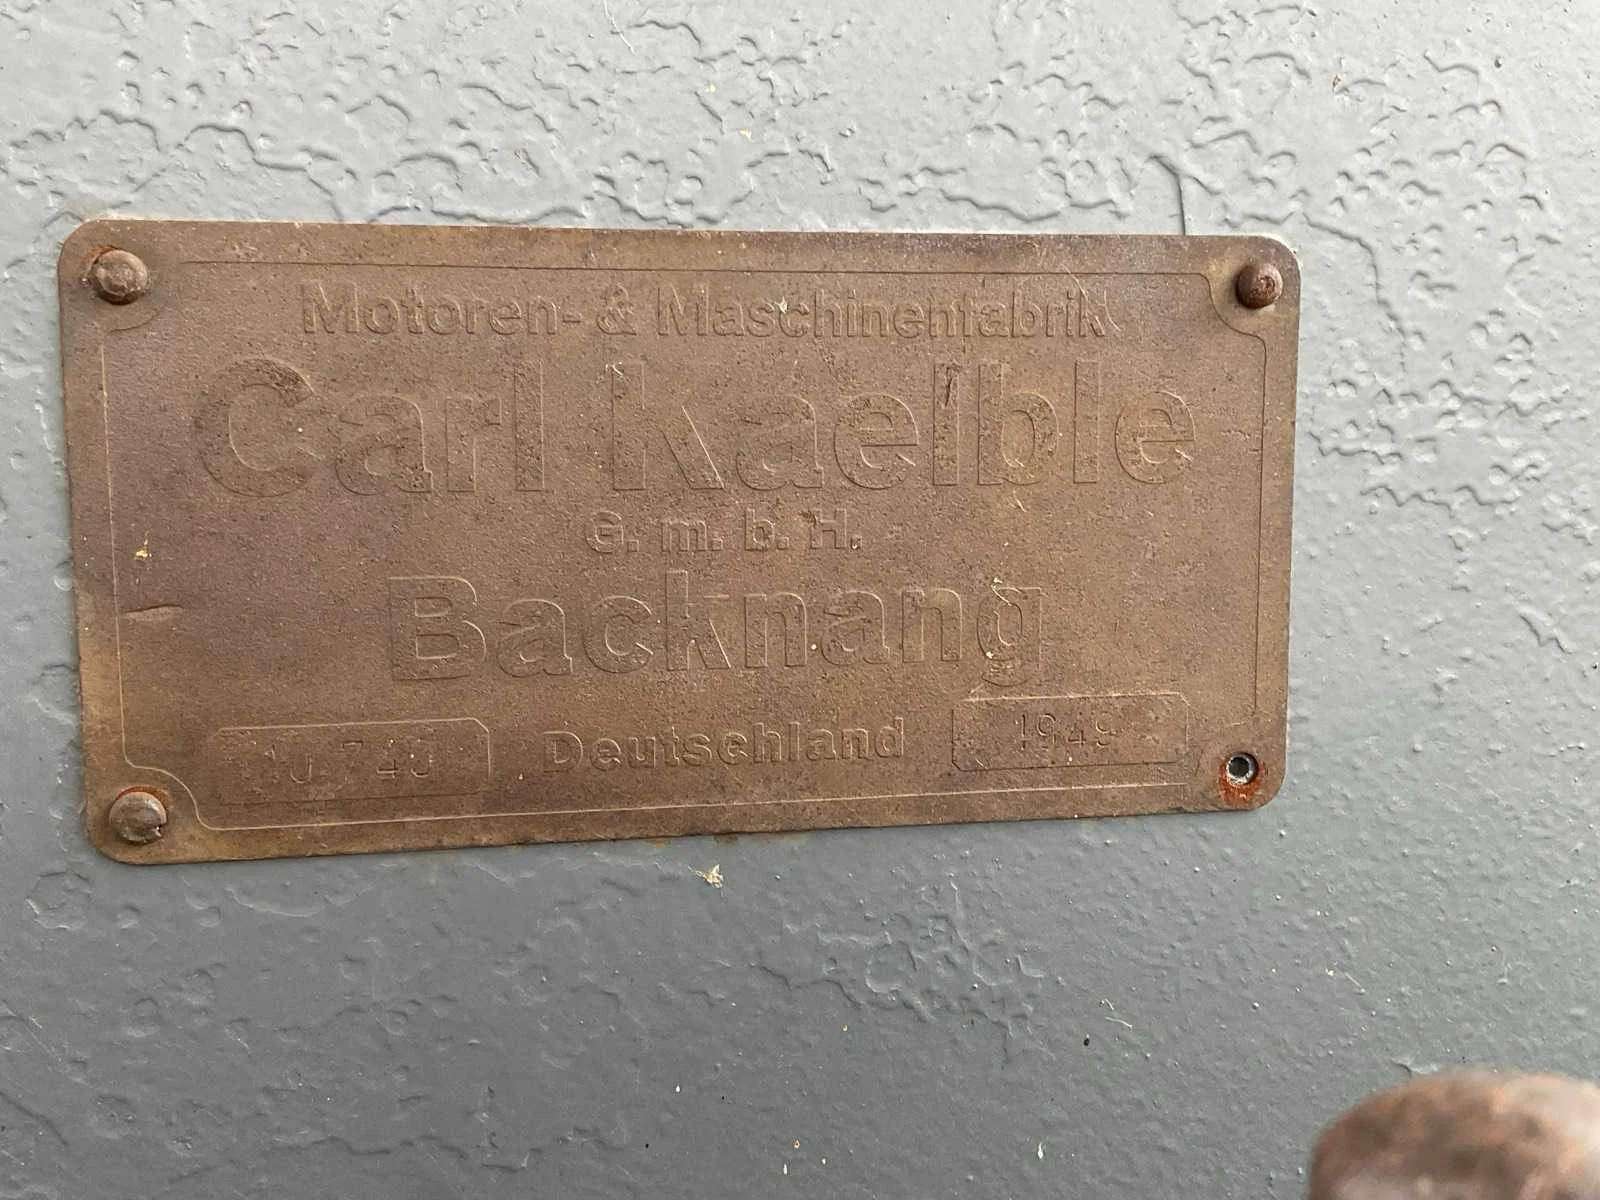 Motoren- & Maschinenfabrik
Carl Kaelble
G. m. b. H.
Backnang
Deutschland
1949